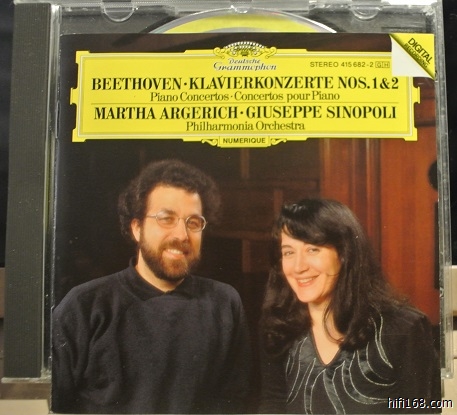 Deutsche
Grammophon
STEREO 415 682-2 GH
DIGITAL
BEETHOVEN · KLAVIERKONZERTE NOS. 1 & 2
Piano Concertos · Concertos pour Piano
MARTHA ARGERICH · GIUSEPPE SINOPOLI
Philharmonia Orchestra
NUMERIQUE
hifi168.com